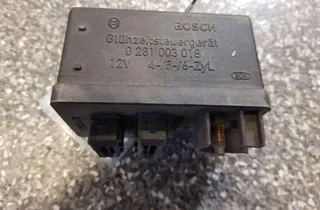 BOSCH
Glühzeitsteuergerät
0 281 003 018
12V 4-/5-/6-Zyl.